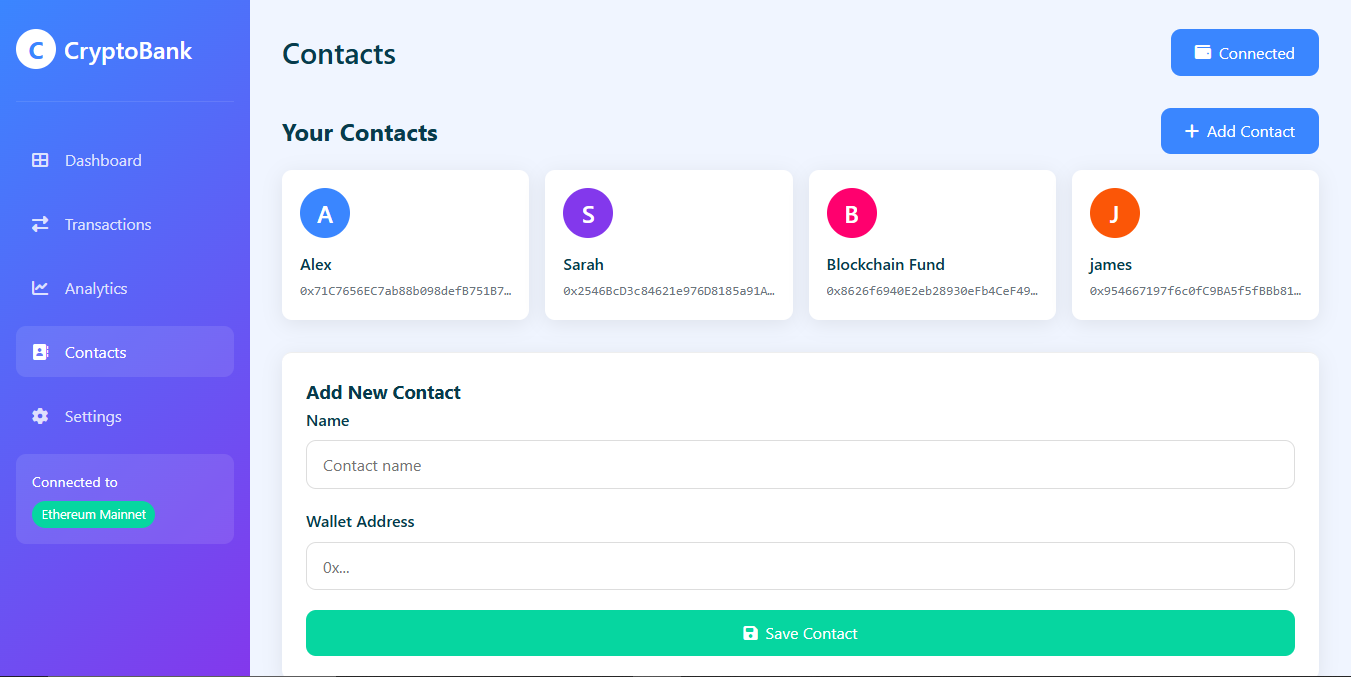 C CryptoBank
Contacts
Connected
Your Contacts
Add Contact
Dashboard
Transactions
Analytics
Contacts
Settings
Connected to
Ethereum Mainnet
A
Alex
0x71C7656EC7ab88b098defB751B7…
S
Sarah
0x2546BcD3c84621e976D8185a91A…
B
Blockchain Fund
0x8626f6940E2eb28930eFb4CeF49…
J
james
0x954667197f6c0fC9BA5f5fBBb81…
Add New Contact
Name
Contact name
Wallet Address
0x...
Save Contact